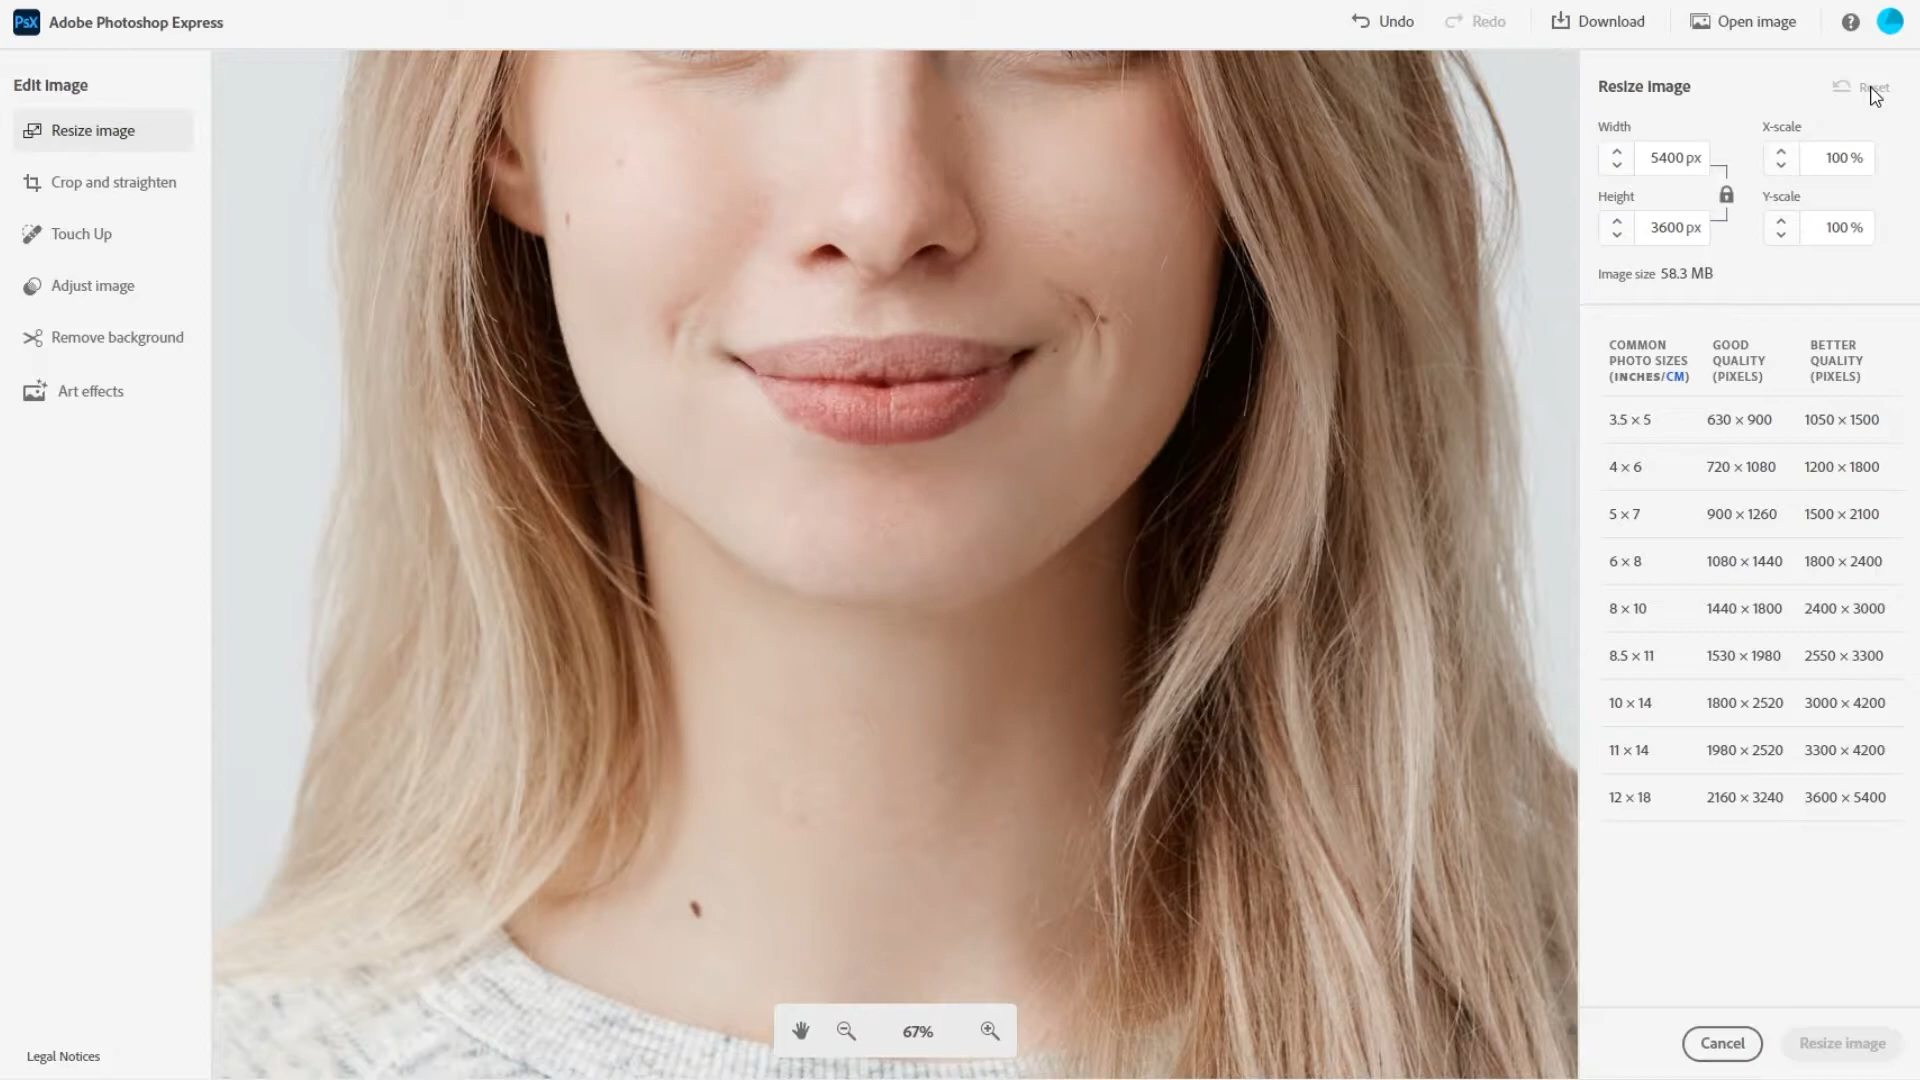 PsX Adobe Photoshop Express
Undo Redo Download Open image ?
Edit Image
Resize image
Crop and straighten
Touch Up
Adjust image
Remove background
Art effects
Legal Notices
67%
Resize image Reset
Width X-scale
5400 px 100 %
Height Y-scale
3600 px 100 %
Image size 58.3 MB
COMMON PHOTO SIZES (INCHES/CM) GOOD QUALITY (PIXELS) BETTER QUALITY (PIXELS)
3.5 × 5 630 × 900 1050 × 1500
4 × 6 720 × 1080 1200 × 1800
5 × 7 900 × 1260 1500 × 2100
6 × 8 1080 × 1440 1800 × 2400
8 × 10 1440 × 1800 2400 × 3000
8.5 × 11 1530 × 1980 2550 × 3300
10 × 14 1800 × 2520 3000 × 4200
11 × 14 1980 × 2520 3300 × 4200
12 × 18 2160 × 3240 3600 × 5400
Cancel Resize image